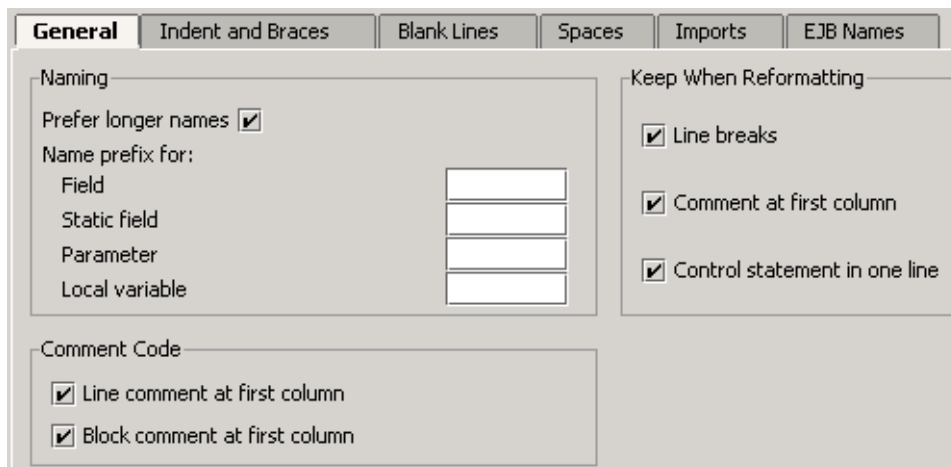 General Indent and Braces Blank Lines Spaces Imports EJB Names
Naming
Prefer longer names
Name prefix for:
Field
Static field
Parameter
Local variable
Keep When Reformatting
Line breaks
Comment at first column
Control statement in one line
Comment Code
Line comment at first column
Block comment at first column